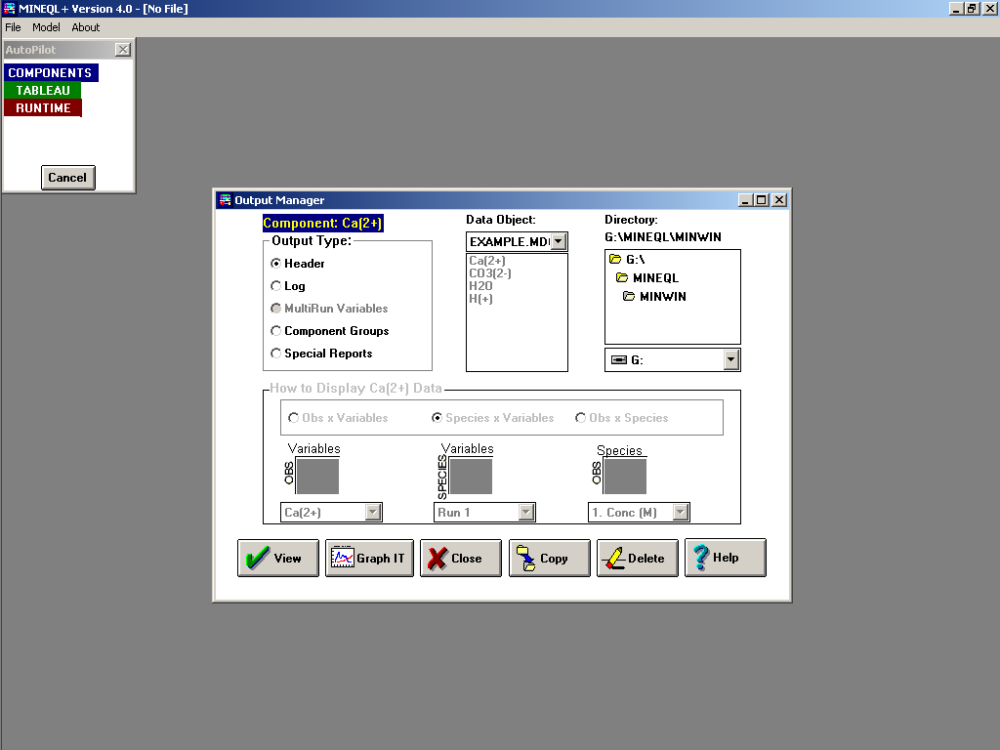 MINEQL+ Version 4.0 - [No File]
File Model About
AutoPilot
COMPONENTS
TABLEAU
RUNTIME
Cancel
Output Manager
Component: Ca(2+)
Output Type:
Header
Log
MultiRun Variables
Component Groups
Special Reports
Data Object:
EXAMPLE.MD
Ca(2+)
CO3(2-)
H2O
H(+)
Directory:
G:\MINEQL\MINWIN
G:\
MINEQL
MINWIN
G:
How to Display Ca(2+) Data
Obs x Variables Species x Variables Obs x Species
Variables Variables Species
OBS SPECIES OBS
Ca(2+) Run 1 1. Conc (M)
View Graph IT Close Copy Delete Help